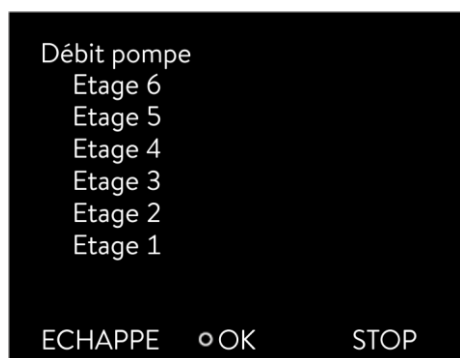 Débit pompe
Etage 6
Etage 5
Etage 4
Etage 3
Etage 2
Etage 1
ECHAPPE OK STOP